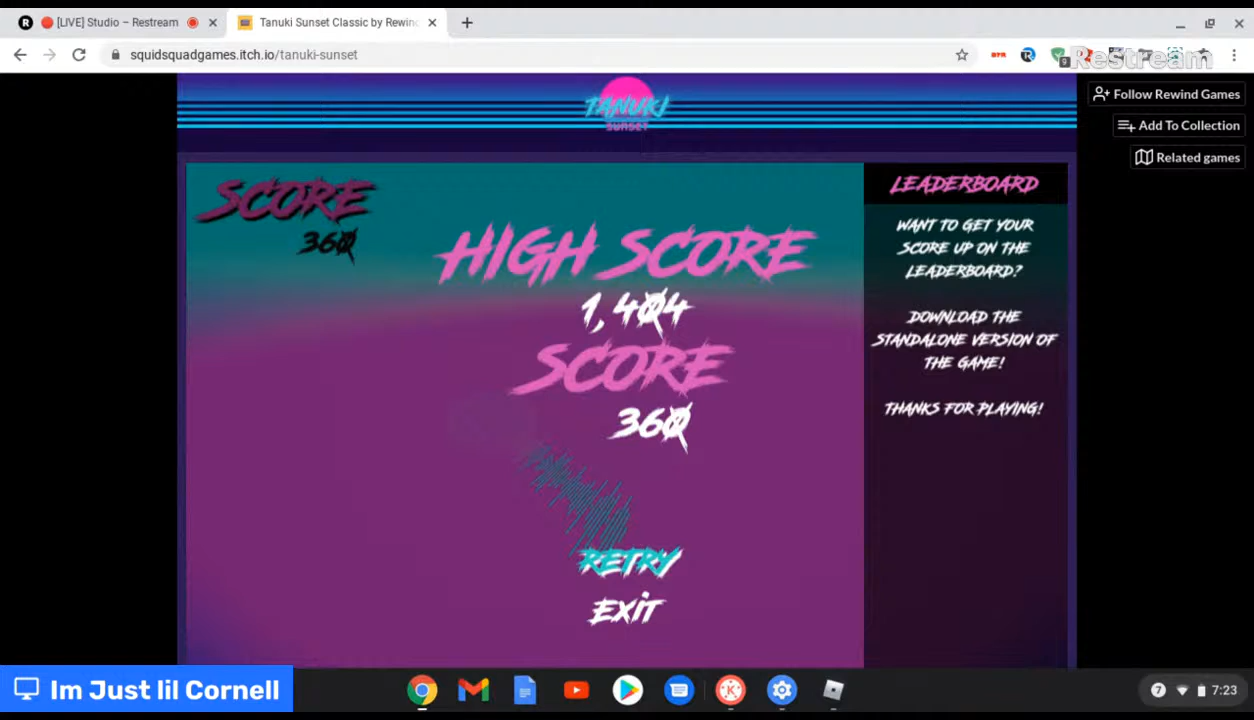 [LIVE] Studio – Restream
Tanuki Sunset Classic by Rewind
squidsquadgames.itch.io/tanuki-sunset
Restream
TANUKI
SUNSET
Follow Rewind Games
Add To Collection
Related games
SCORE
360
HIGH SCORE
1,404
SCORE
360
RETRY
EXIT
LEADERBOARD
WANT TO GET YOUR
SCORE UP ON THE
LEADERBOARD?
DOWNLOAD THE
STANDALONE VERSION OF
THE GAME!
THANKS FOR PLAYING!
Im Just lil Cornell
7
7:23